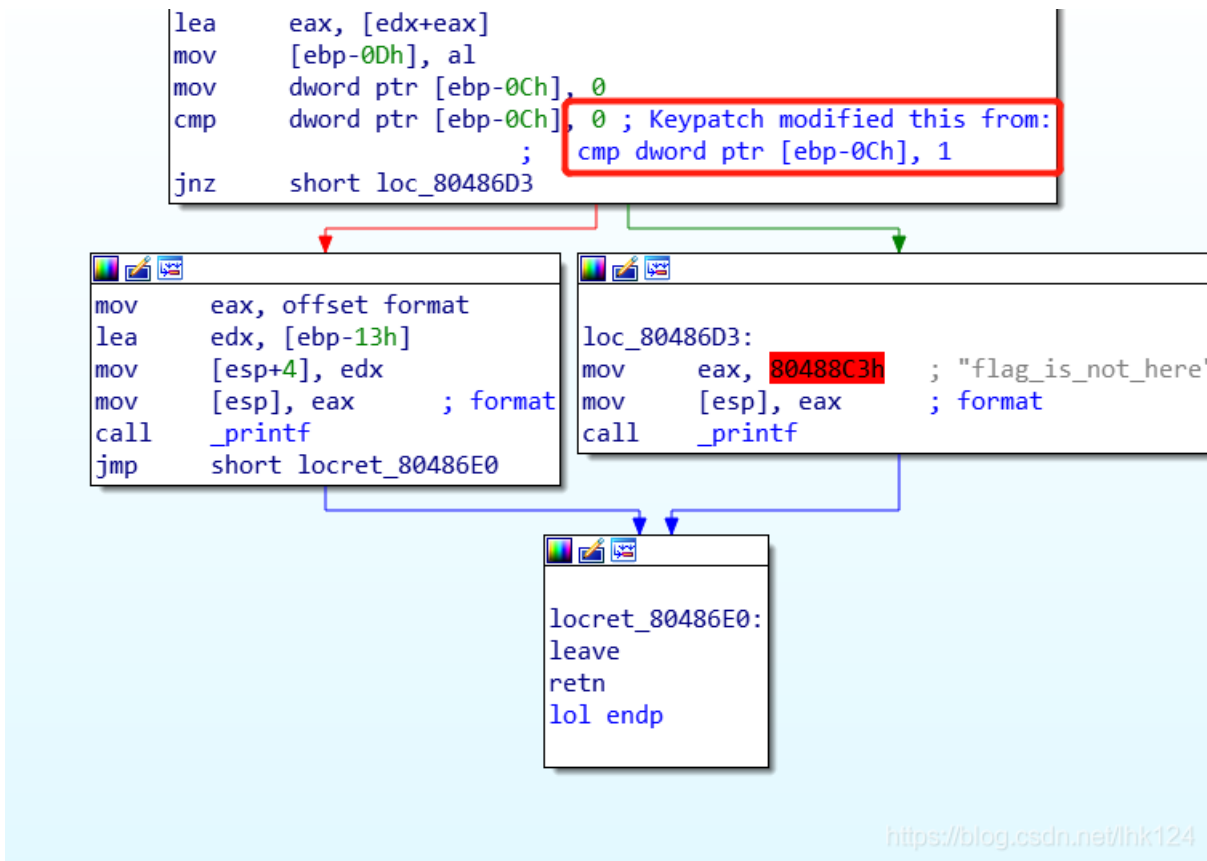 lea eax, [edx+eax]
mov [ebp-0Dh], al
mov dword ptr [ebp-0Ch], 0
cmp dword ptr [ebp-0Ch], 0 ; Keypatch modified this from:
; cmp dword ptr [ebp-0Ch], 1
jnz short loc_80486D3
mov eax, offset format
lea edx, [ebp-13h]
mov [esp+4], edx
mov [esp], eax ; format
call _printf
jmp short locret_80486E0
loc_80486D3:
mov eax, 80488C3h ; "flag_is_not_here"
mov [esp], eax ; format
call _printf
locret_80486E0:
leave
retn
lol endp
https://blog.csdn.net/lhk124